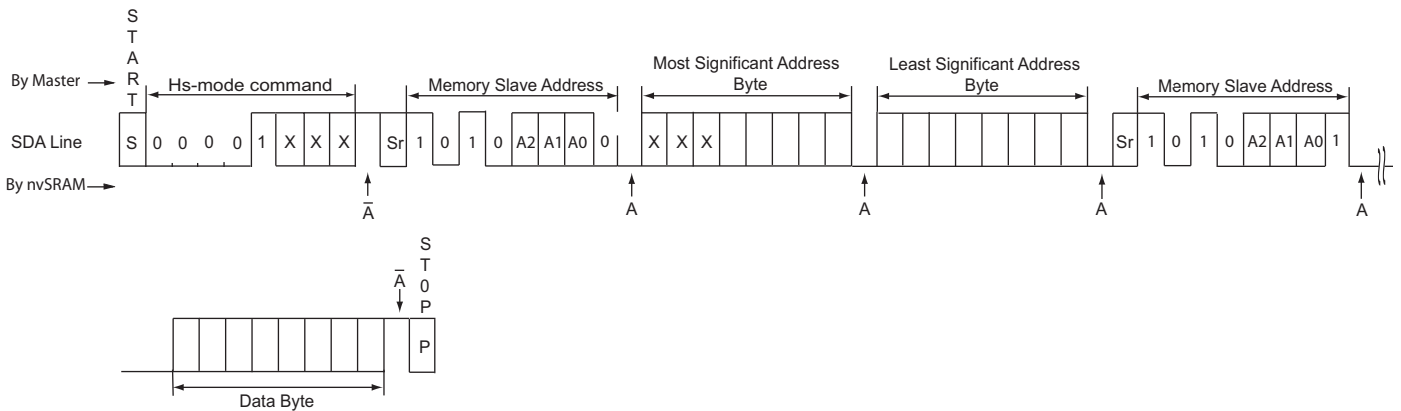 START
By Master
Hs-mode command
Memory Slave Address
Most Significant Address
Byte
Least Significant Address
Byte
Memory Slave Address
SDA Line
S 0 0 0 0 1 X X X Sr 1 0 1 0 A2 A1 A0 0 X X X Sr 1 0 1 0 A2 A1 A0 1
By nvSRAM
A̅ A A A A
ST0P
A̅
P
Data Byte